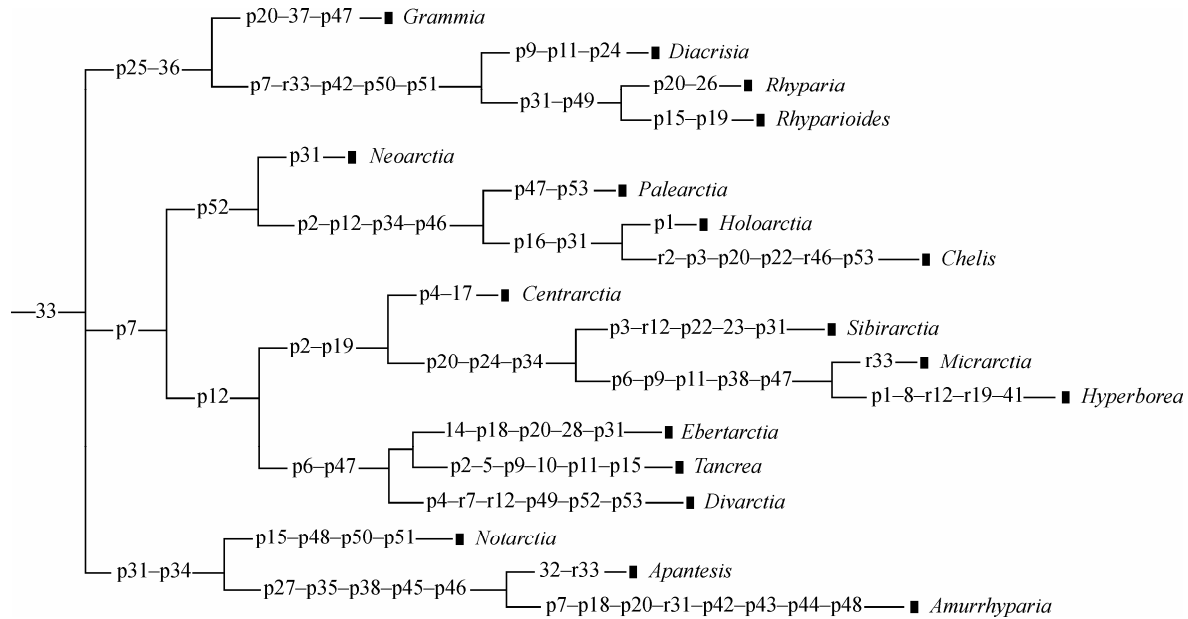 p20–37–p47 Grammia
p9–p11–p24 Diacrisia
p25–36
p7–r33–p42–p50–p51
p20–26 Rhyparia
p31–p49
p15–p19 Rhyparioides
p31 Neoarctia
p47–p53 Palearctia
p52
p2–p12–p34–p46
p1 Holoarctia
p16–p31
r2–p3–p20–p22–r46–p53 Chelis
p4–17 Centrarctia
33
p7
p3–r12–p22–23–p31 Sibirarctia
p2–p19
p20–p24–p34
r33 Micrarctia
p6–p9–p11–p38–p47
p12
p1–8–r12–r19–41 Hyperborea
14–p18–p20–28–p31 Ebertarctia
p6–p47
p2–5–p9–10–p11–p15 Tancrea
p4–r7–r12–p49–p52–p53 Divarctia
p15–p48–p50–p51 Notarctia
p31–p34
32–r33 Apantesis
p27–p35–p38–p45–p46
p7–p18–p20–r31–p42–p43–p44–p48 Amurrhyparia